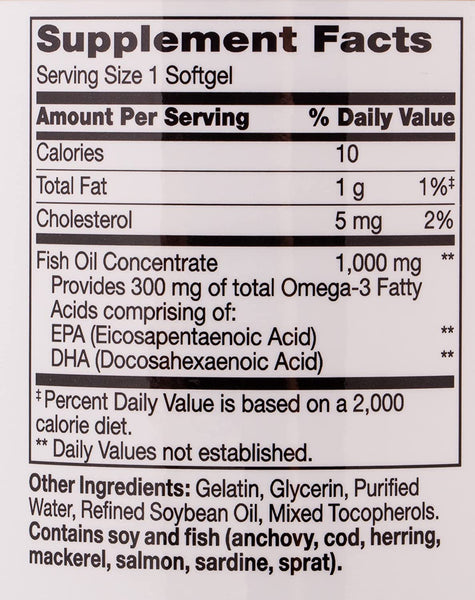 Supplement Facts
Serving Size 1 Softgel
Amount Per Serving % Daily Value
Calories 10
Total Fat 1 g 1%‡
Cholesterol 5 mg 2%
Fish Oil Concentrate 1,000 mg **
Provides 300 mg of total Omega-3 Fatty
Acids comprising of:
EPA (Eicosapentaenoic Acid) **
DHA (Docosahexaenoic Acid) **
‡Percent Daily Value is based on a 2,000
calorie diet.
** Daily Values not established.
Other Ingredients: Gelatin, Glycerin, Purified
Water, Refined Soybean Oil, Mixed Tocopherols.
Contains soy and fish (anchovy, cod, herring,
mackerel, salmon, sardine, sprat).